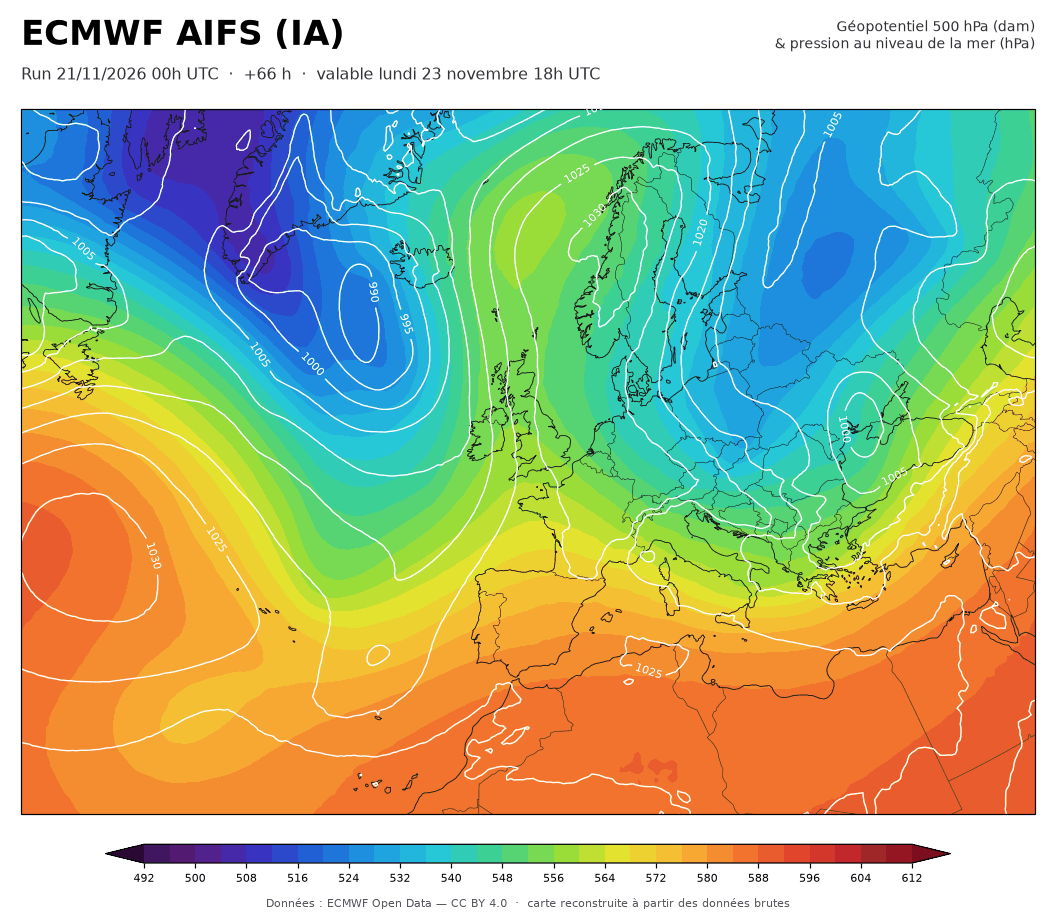 ECMWF AIFS (IA)
Géopotentiel 500 hPa (dam)
& pression au niveau de la mer (hPa)
Run 21/11/2026 00h UTC · +66 h · valable lundi 23 novembre 18h UTC
1005
1025
1030
1020
1005
990
995
1005
1000
1000
1005
1025
1030
1025
492 500 508 516 524 532 540 548 556 564 572 580 588 596 604 612
Données : ECMWF Open Data — CC BY 4.0 · carte reconstruite à partir des données brutes